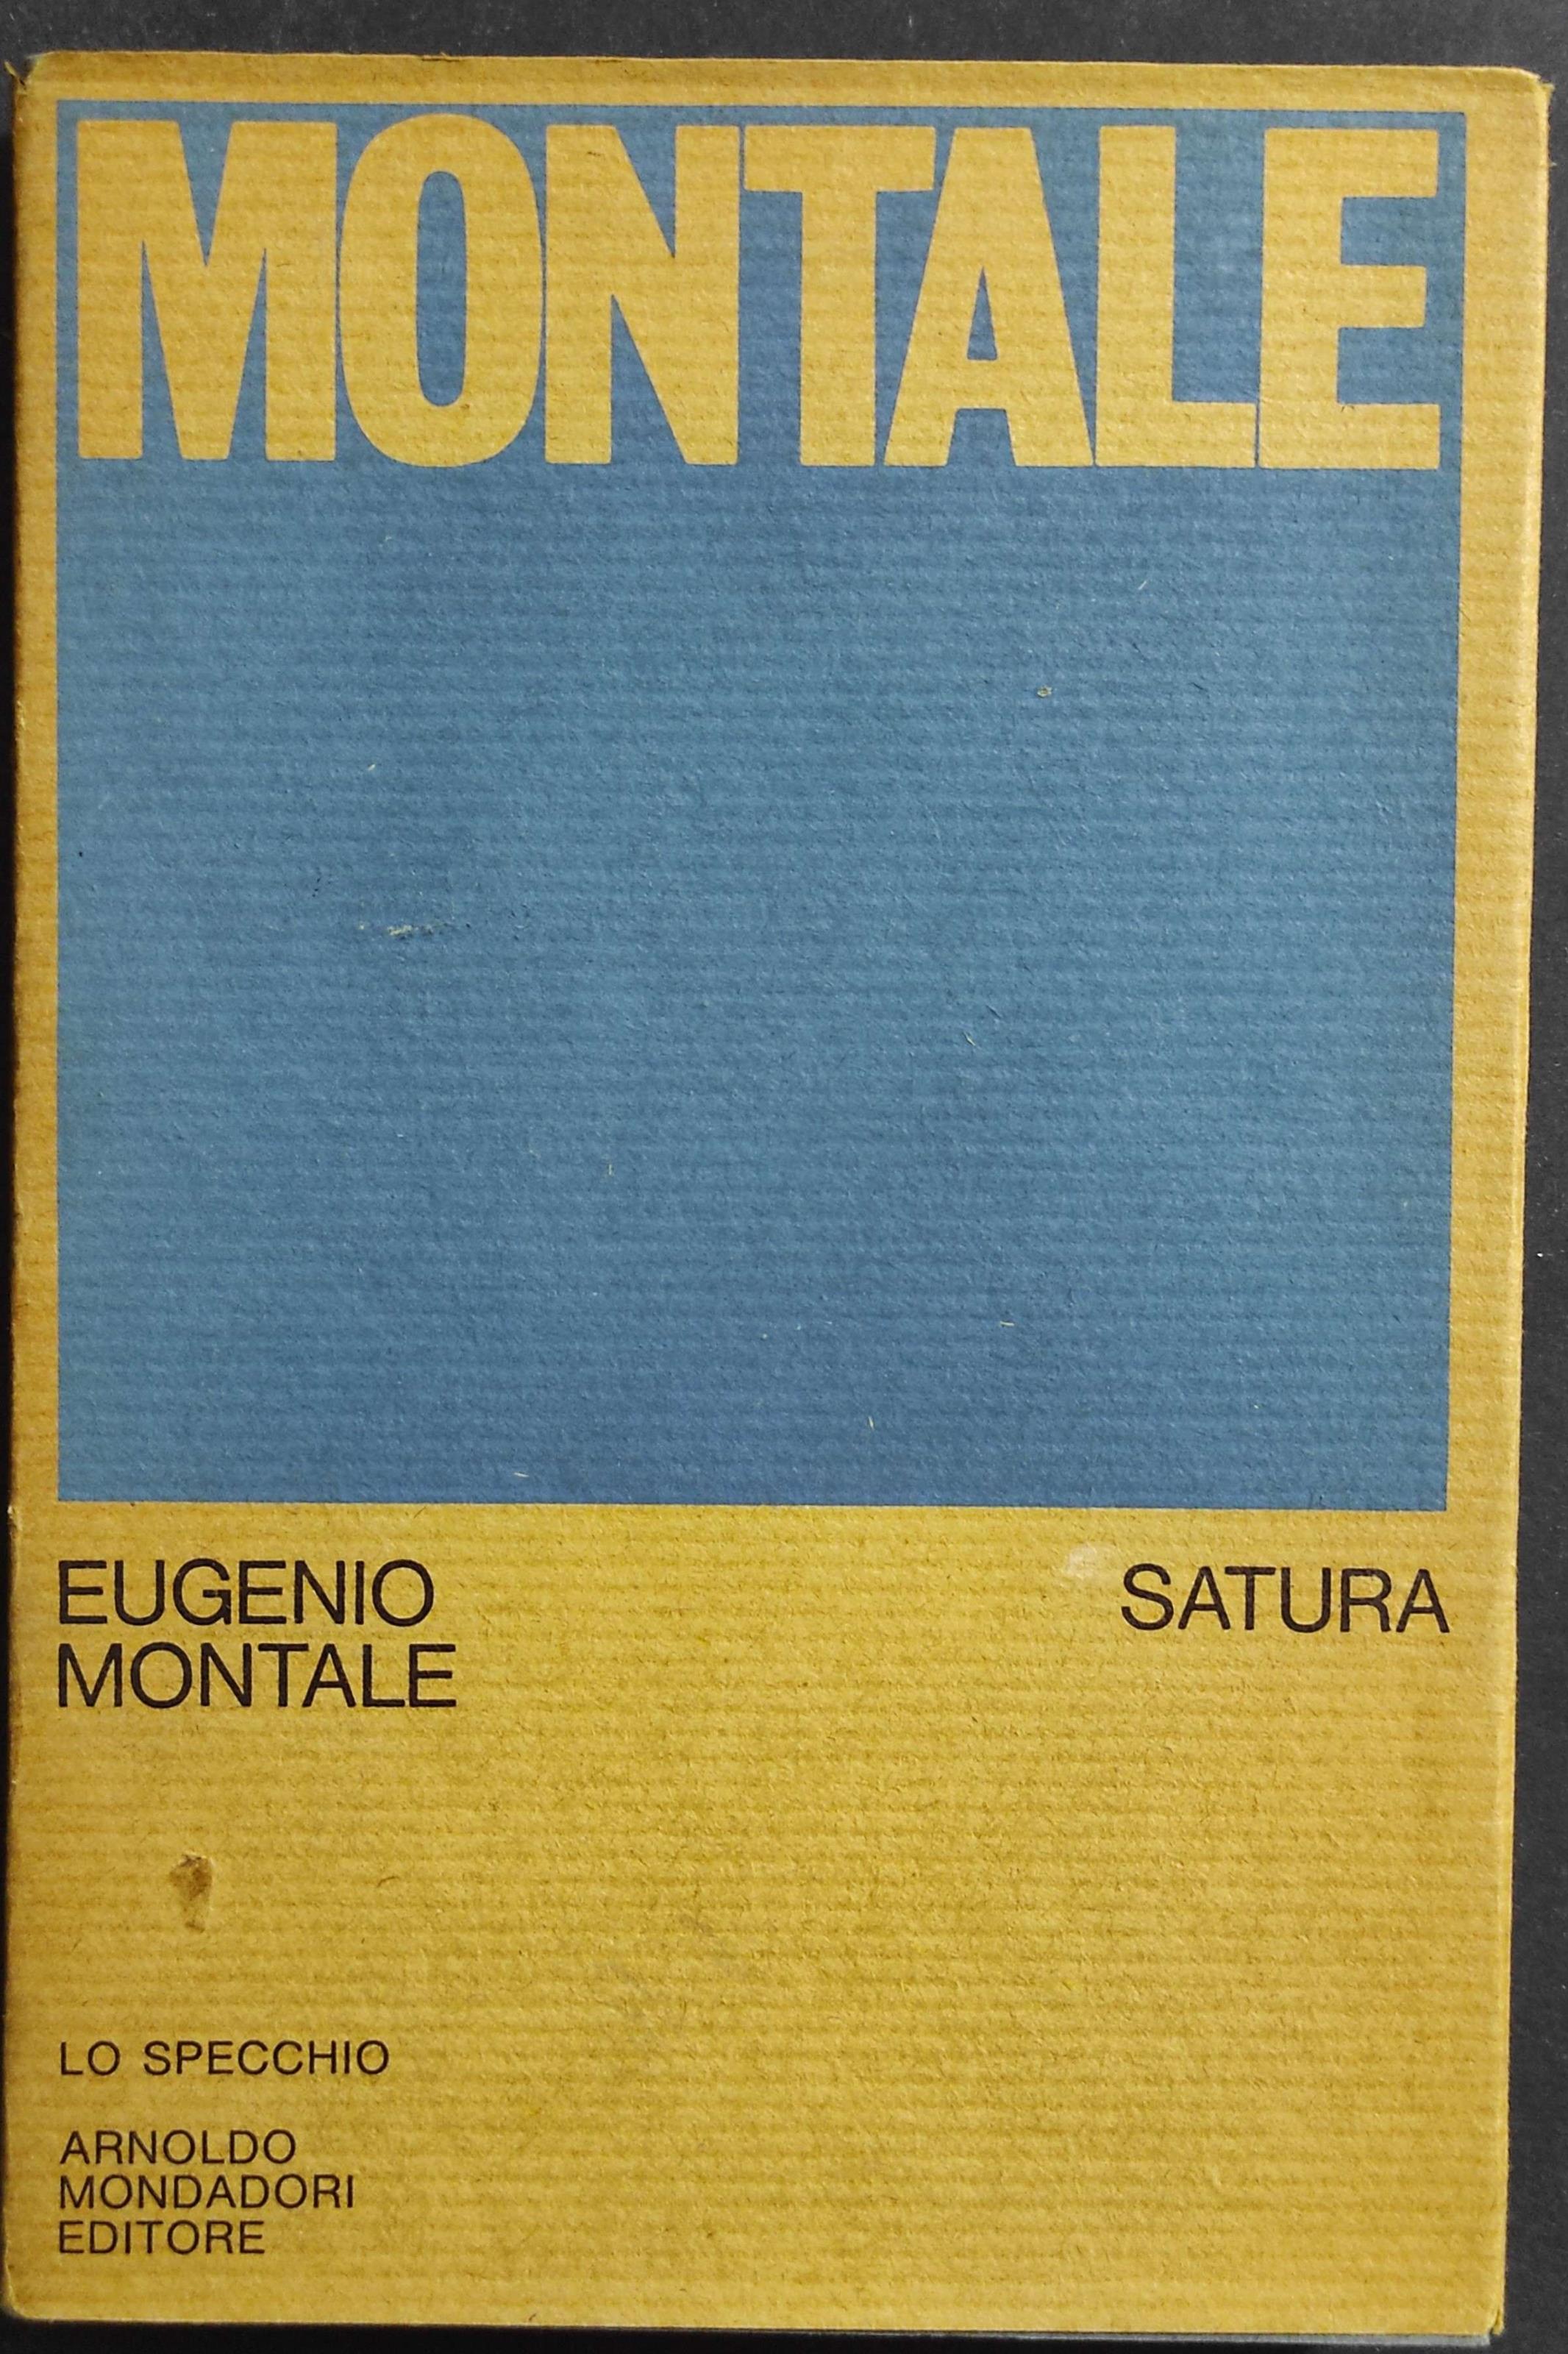 MONTALE
EUGENIO
MONTALE
SATURA
LO SPECCHIO
ARNOLDO
MONDADORI
EDITORE